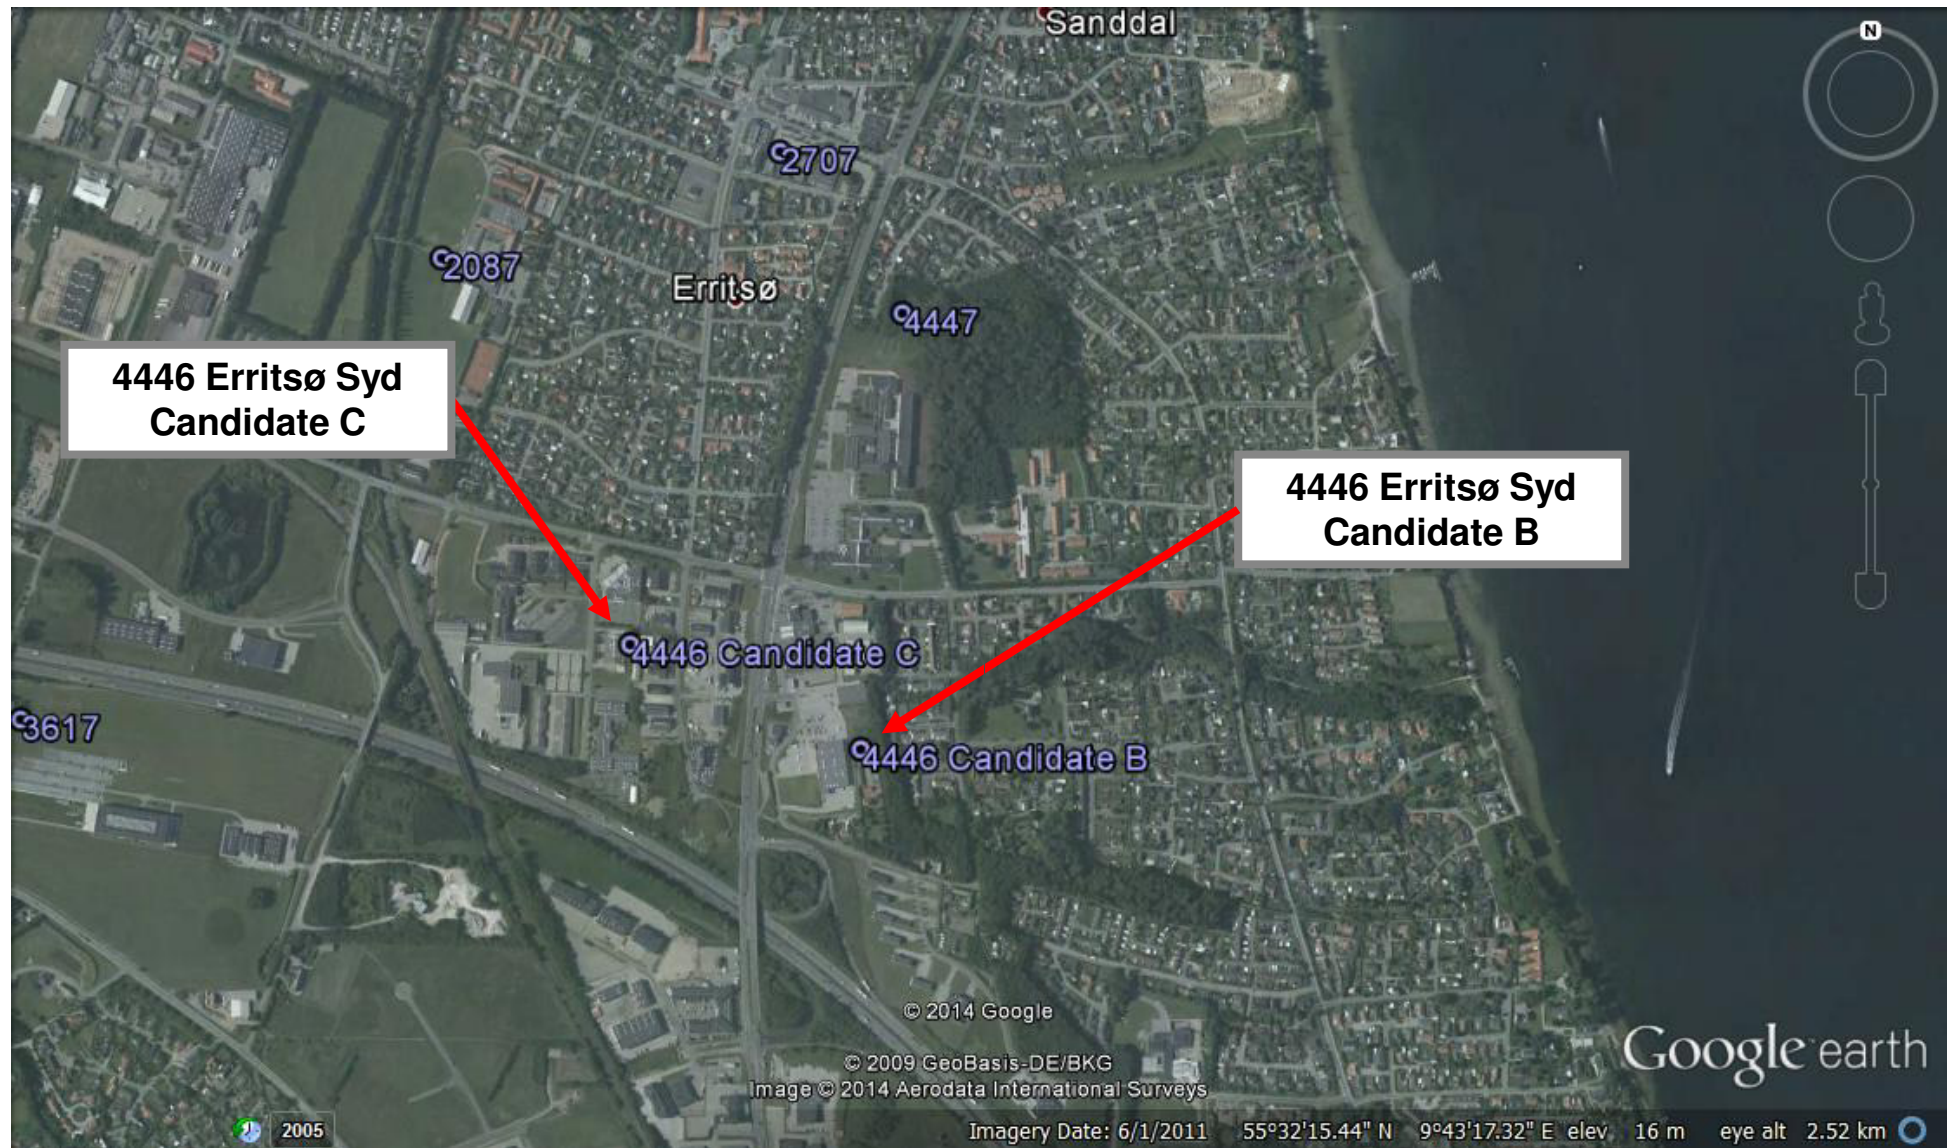 Sanddal
N
2707
2087
Erritsø
4447
4446 Erritsø Syd
Candidate C
4446 Erritsø Syd
Candidate B
4446 Candidate C
3617
4446 Candidate B
© 2014 Google
© 2009 GeoBasis-DE/BKG
Image © 2014 Aerodata International Surveys
Google earth
2005
Imagery Date: 6/1/2011 55°32'15.44" N 9°43'17.32" E elev 16 m eye alt 2.52 km